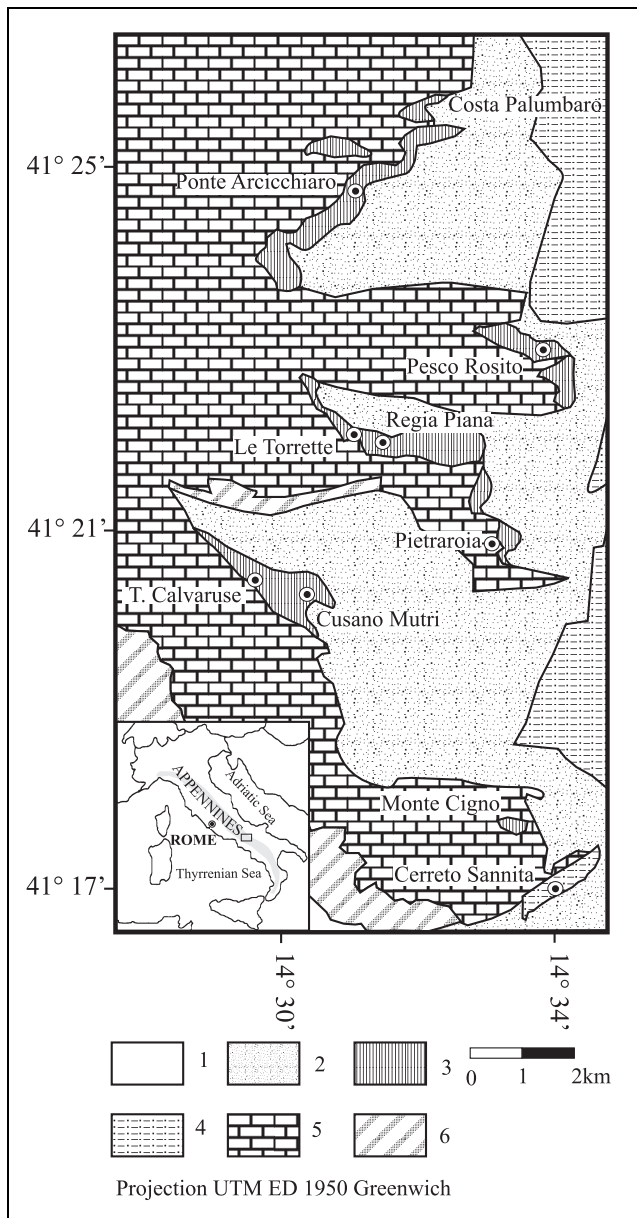 Costa Palumbaro
41° 25’
Ponte Arcicchiaro
Pesco Rosito
Regia Piana
Le Torrette
41° 21’
Pietraroia
T. Calvaruse
Cusano Mutri
APPENNINES
Adriatic Sea
ROME
Thyrrenian Sea
Monte Cigno
Cerreto Sannita
41° 17’
14° 30’
14° 34’
1
2
3
0 1 2km
4
5
6
Projection UTM ED 1950 Greenwich